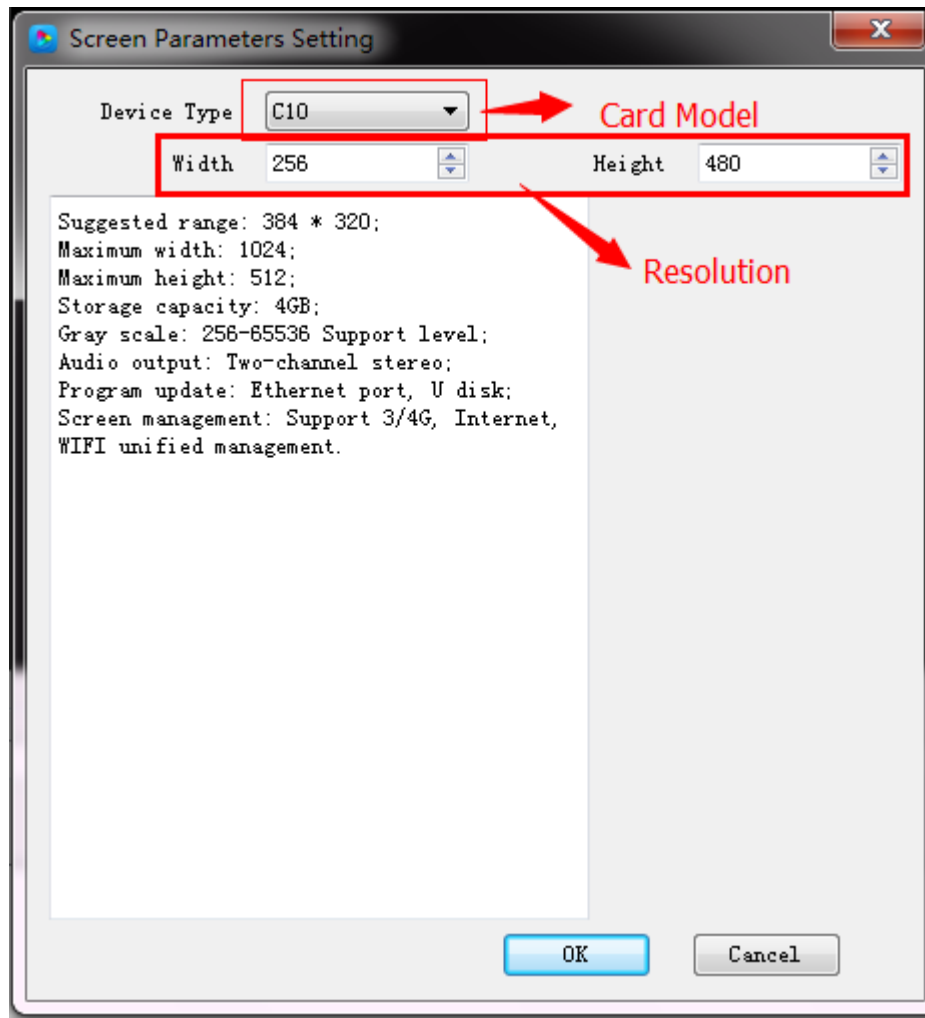 Screen Parameters Setting
X
Device Type C10 Card Model
Width 256 Height 480
Resolution
Suggested range: 384 * 320;
Maximum width: 1024;
Maximum height: 512;
Storage capacity: 4GB;
Gray scale: 256-65536 Support level;
Audio output: Two-channel stereo;
Program update: Ethernet port, U disk;
Screen management: Support 3/4G, Internet,
WIFI unified management.
OK Cancel